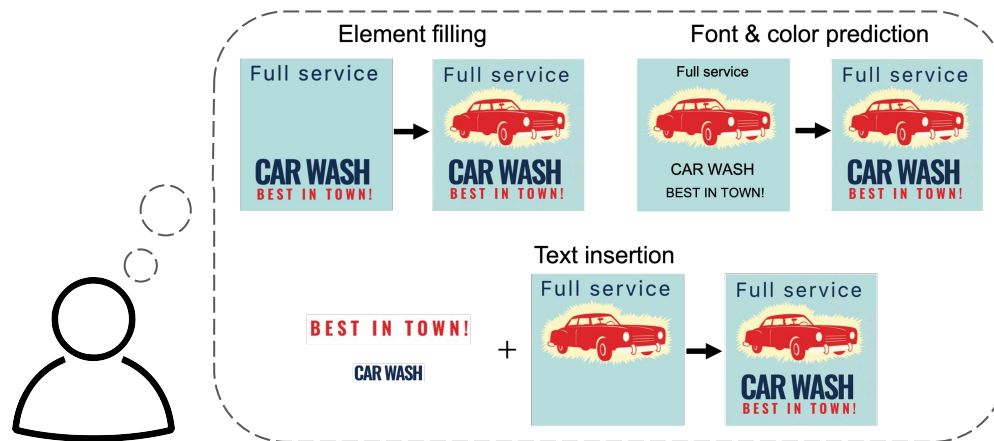 Element filling
Full service
CAR WASH
BEST IN TOWN!
Full service
CAR WASH
BEST IN TOWN!
Font & color prediction
Full service
CAR WASH
BEST IN TOWN!
Full service
CAR WASH
BEST IN TOWN!
Text insertion
BEST IN TOWN!
CAR WASH
+
Full service
Full service
CAR WASH
BEST IN TOWN!